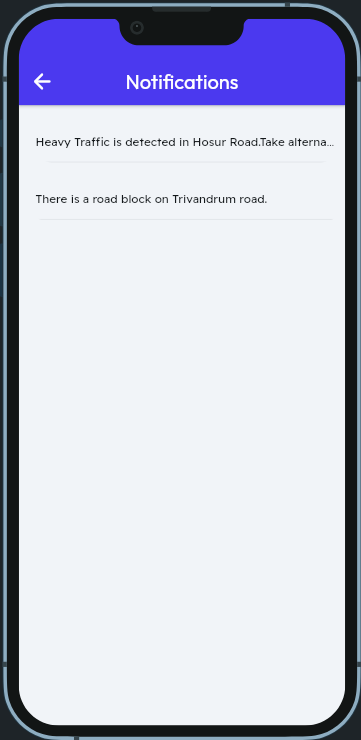 Notifications
Heavy Traffic is detected in Hosur Road.Take alterna...
There is a road block on Trivandrum road.